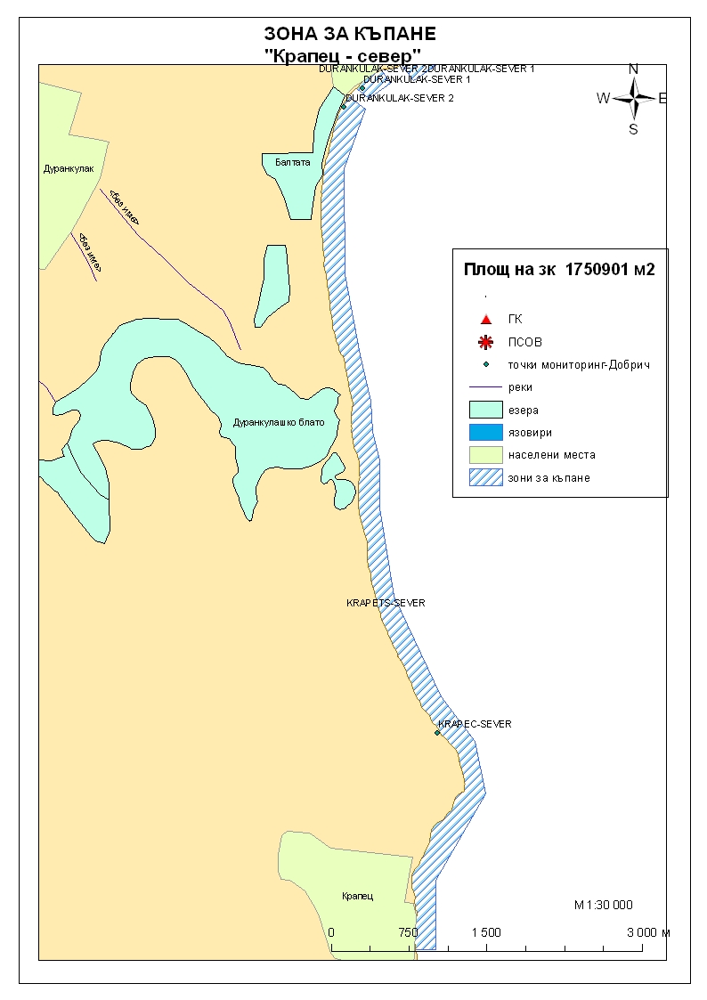 ЗОНА ЗА КЪПАНЕ
"Крапец - север"
DURANKULAK-SEVER 2
DURANKULAK-SEVER 1
DURANKULAK-SEVER 1
DURANKULAK-SEVER 2
N
W
E
S
Балтата
Дуранкулак
<без име>
<без име>
Площ на зк 1750901 м2
ГК
ПСОВ
точки мониторинг-Добрич
реки
езера
язовири
населени места
зони за къпане
Дуранкулашко блато
KRAPETS-SEVER
KRAPEC-SEVER
Крапец
М 1:30 000
0 750 1 500 3 000 м